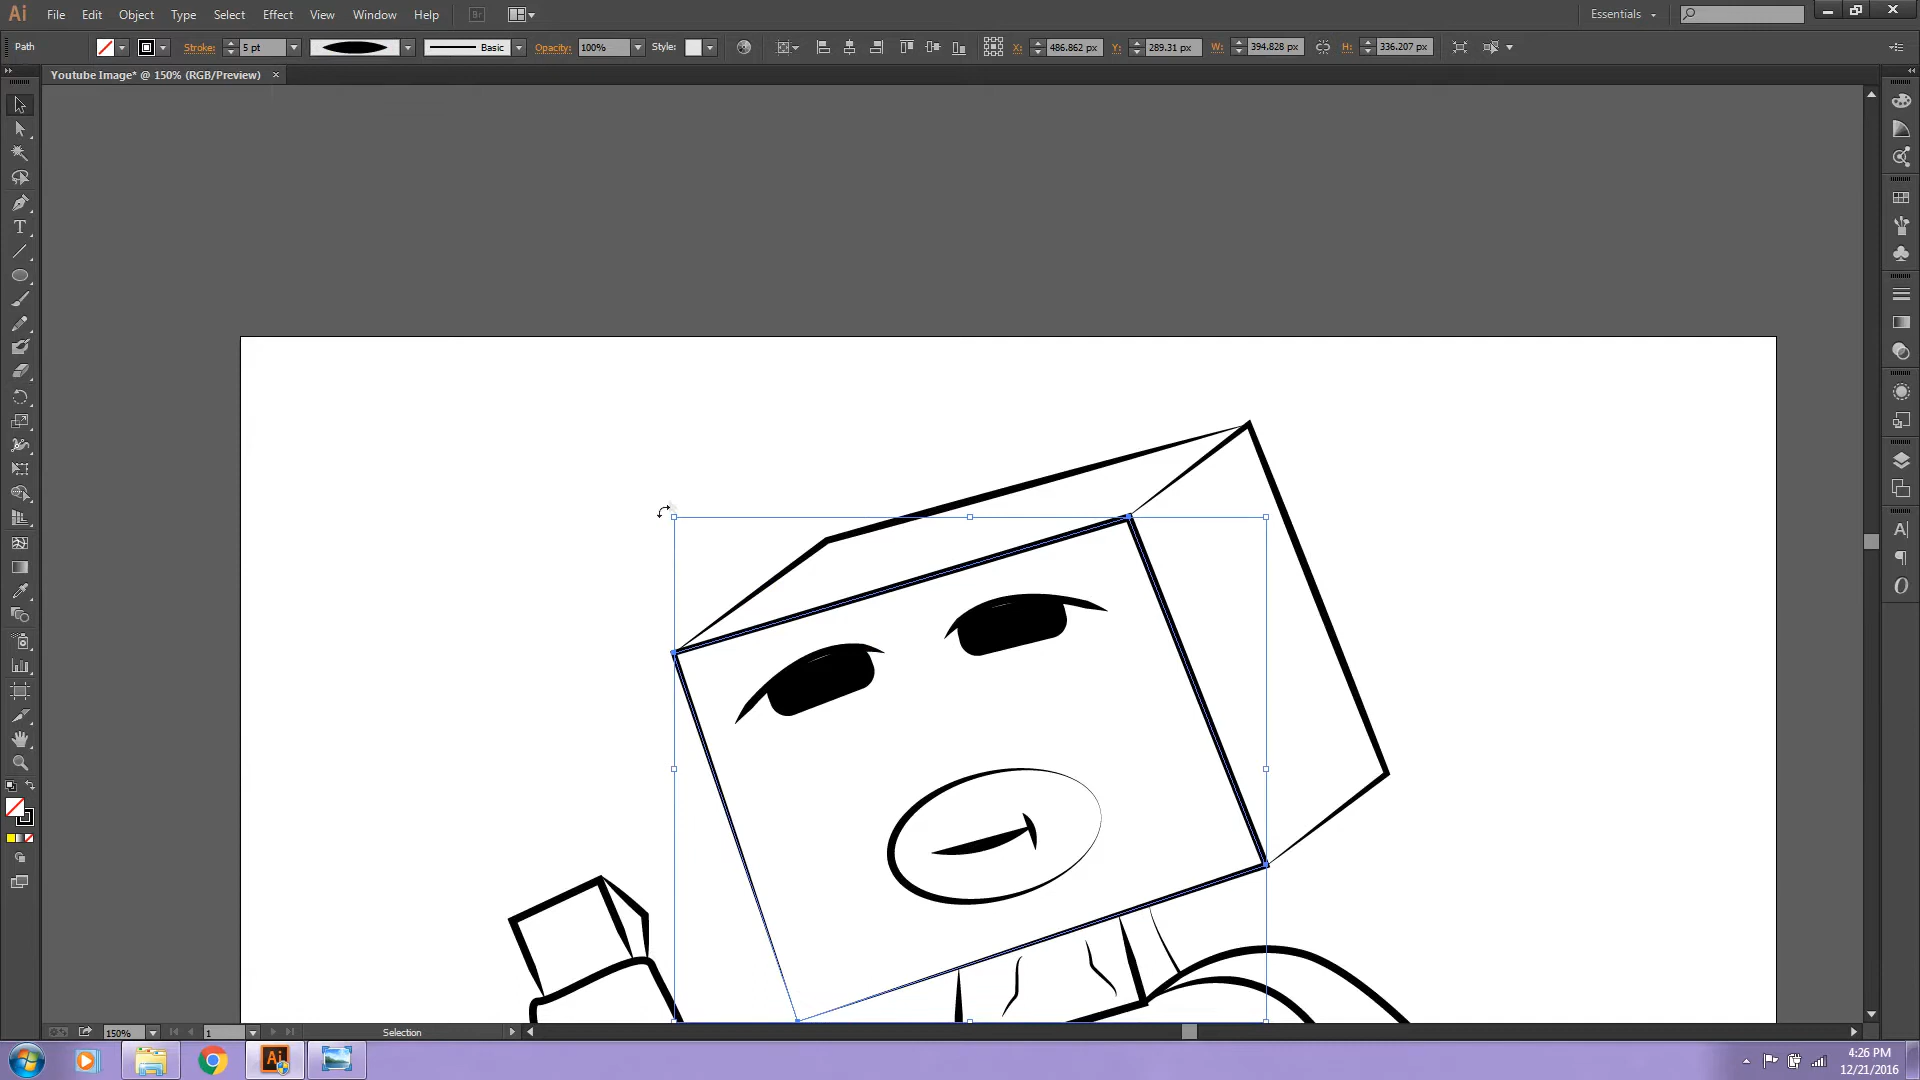 Ai File Edit Object Type Select Effect View Window Help Br Essentials
Path Stroke: 5 pt Basic Opacity: 100% Style: X: 486.862 px Y: 289.31 px W: 394.828 px H: 336.207 px
Youtube Image* @ 150% (RGB/Preview) ×
150% 1 Selection
Ai 4:26 PM
12/21/2016